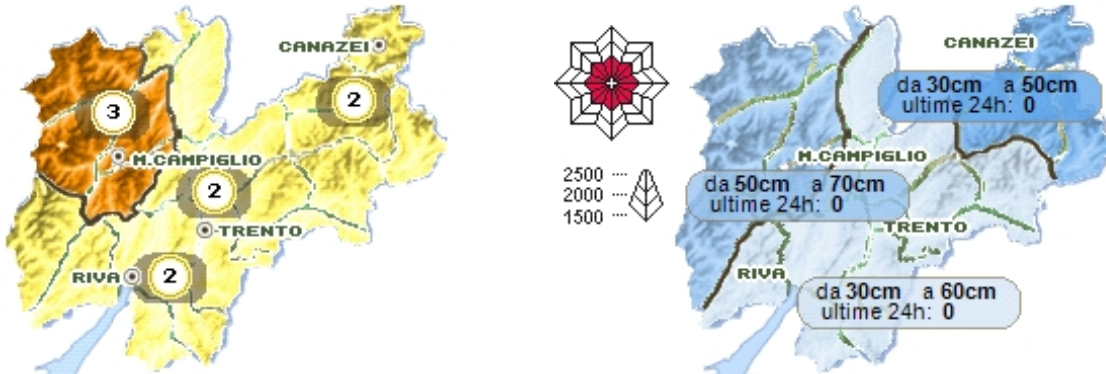 CANAZEI
3
2
M.CAMPIGLIO
2
TRENTO
RIVA
2
2500
2000
1500
CANAZEI
da 30cm a 50cm
ultime 24h: 0
M.CAMPIGLIO
da 50cm a 70cm
ultime 24h: 0
TRENTO
RIVA
da 30cm a 60cm
ultime 24h: 0